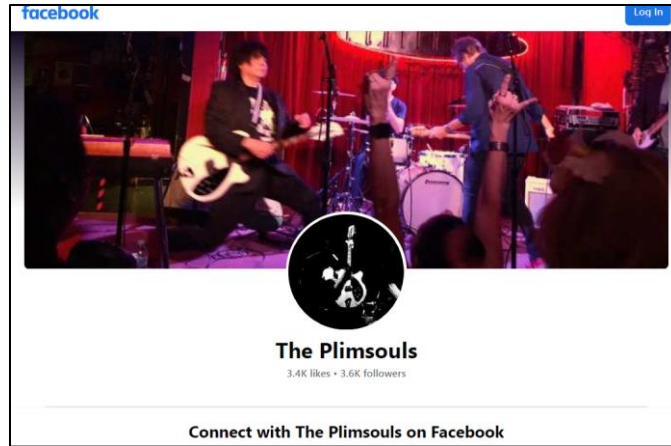 facebook
Log In
The Plimsouls
3.4K likes • 3.6K followers
Connect with The Plimsouls on Facebook